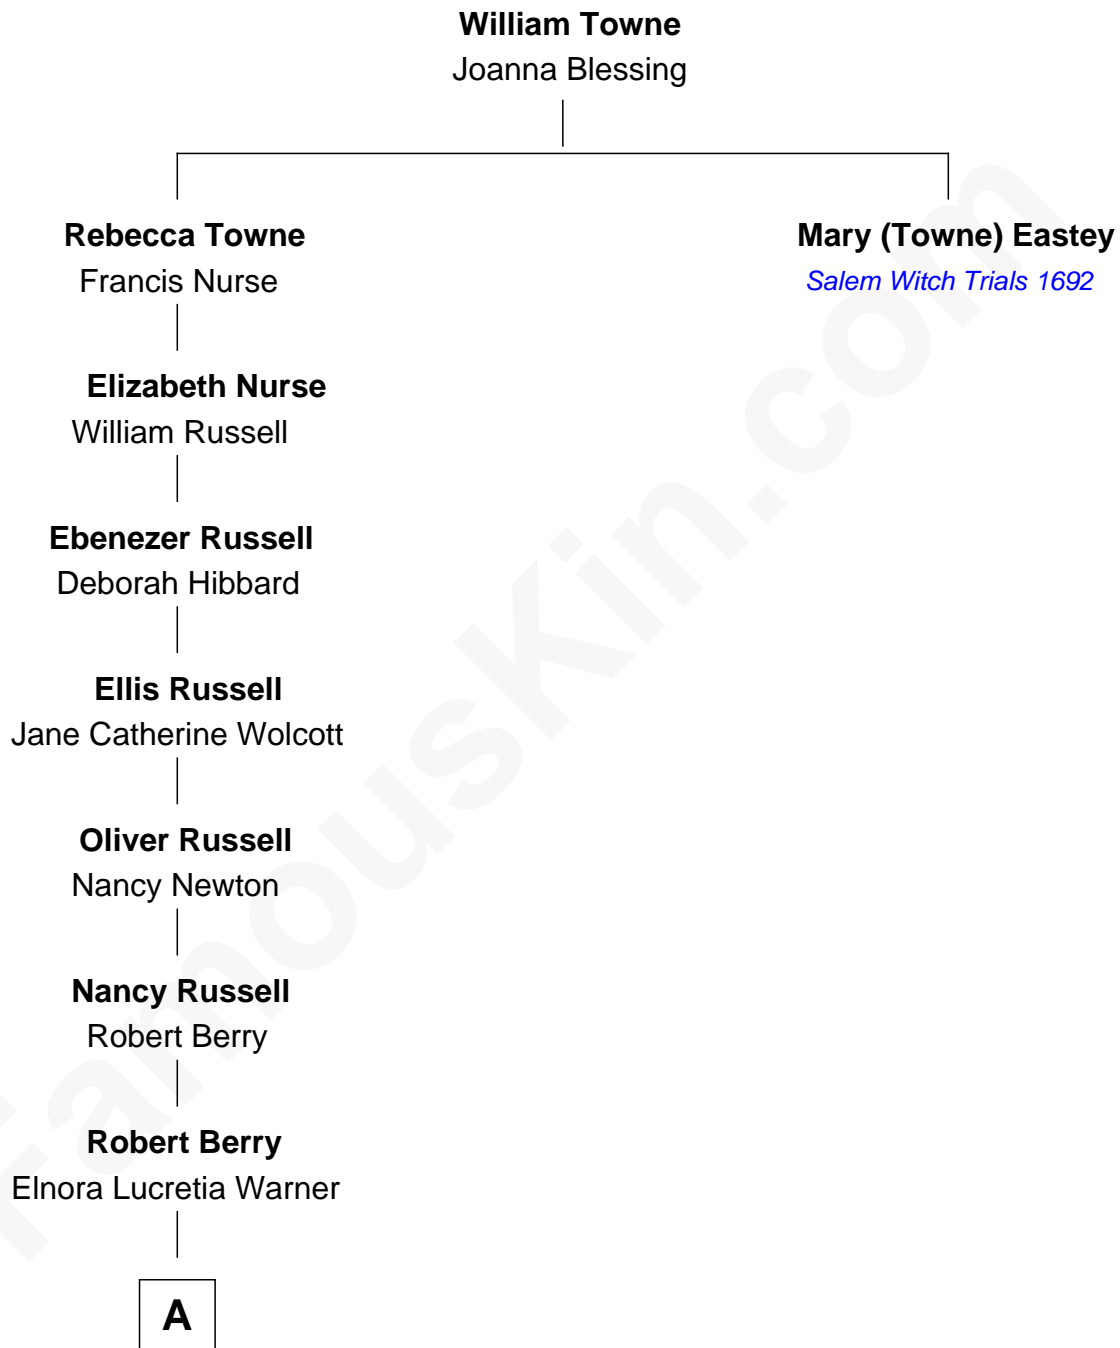 William Towne
Joanna Blessing
Rebecca Towne
Francis Nurse
Mary (Towne) Eastey
Salem Witch Trials 1692
Elizabeth Nurse
William Russell
Ebenezer Russell
Deborah Hibbard
Ellis Russell
Jane Catherine Wolcott
Oliver Russell
Nancy Newton
Nancy Russell
Robert Berry
Robert Berry
Elnora Lucretia Warner
A
FamousKin.com